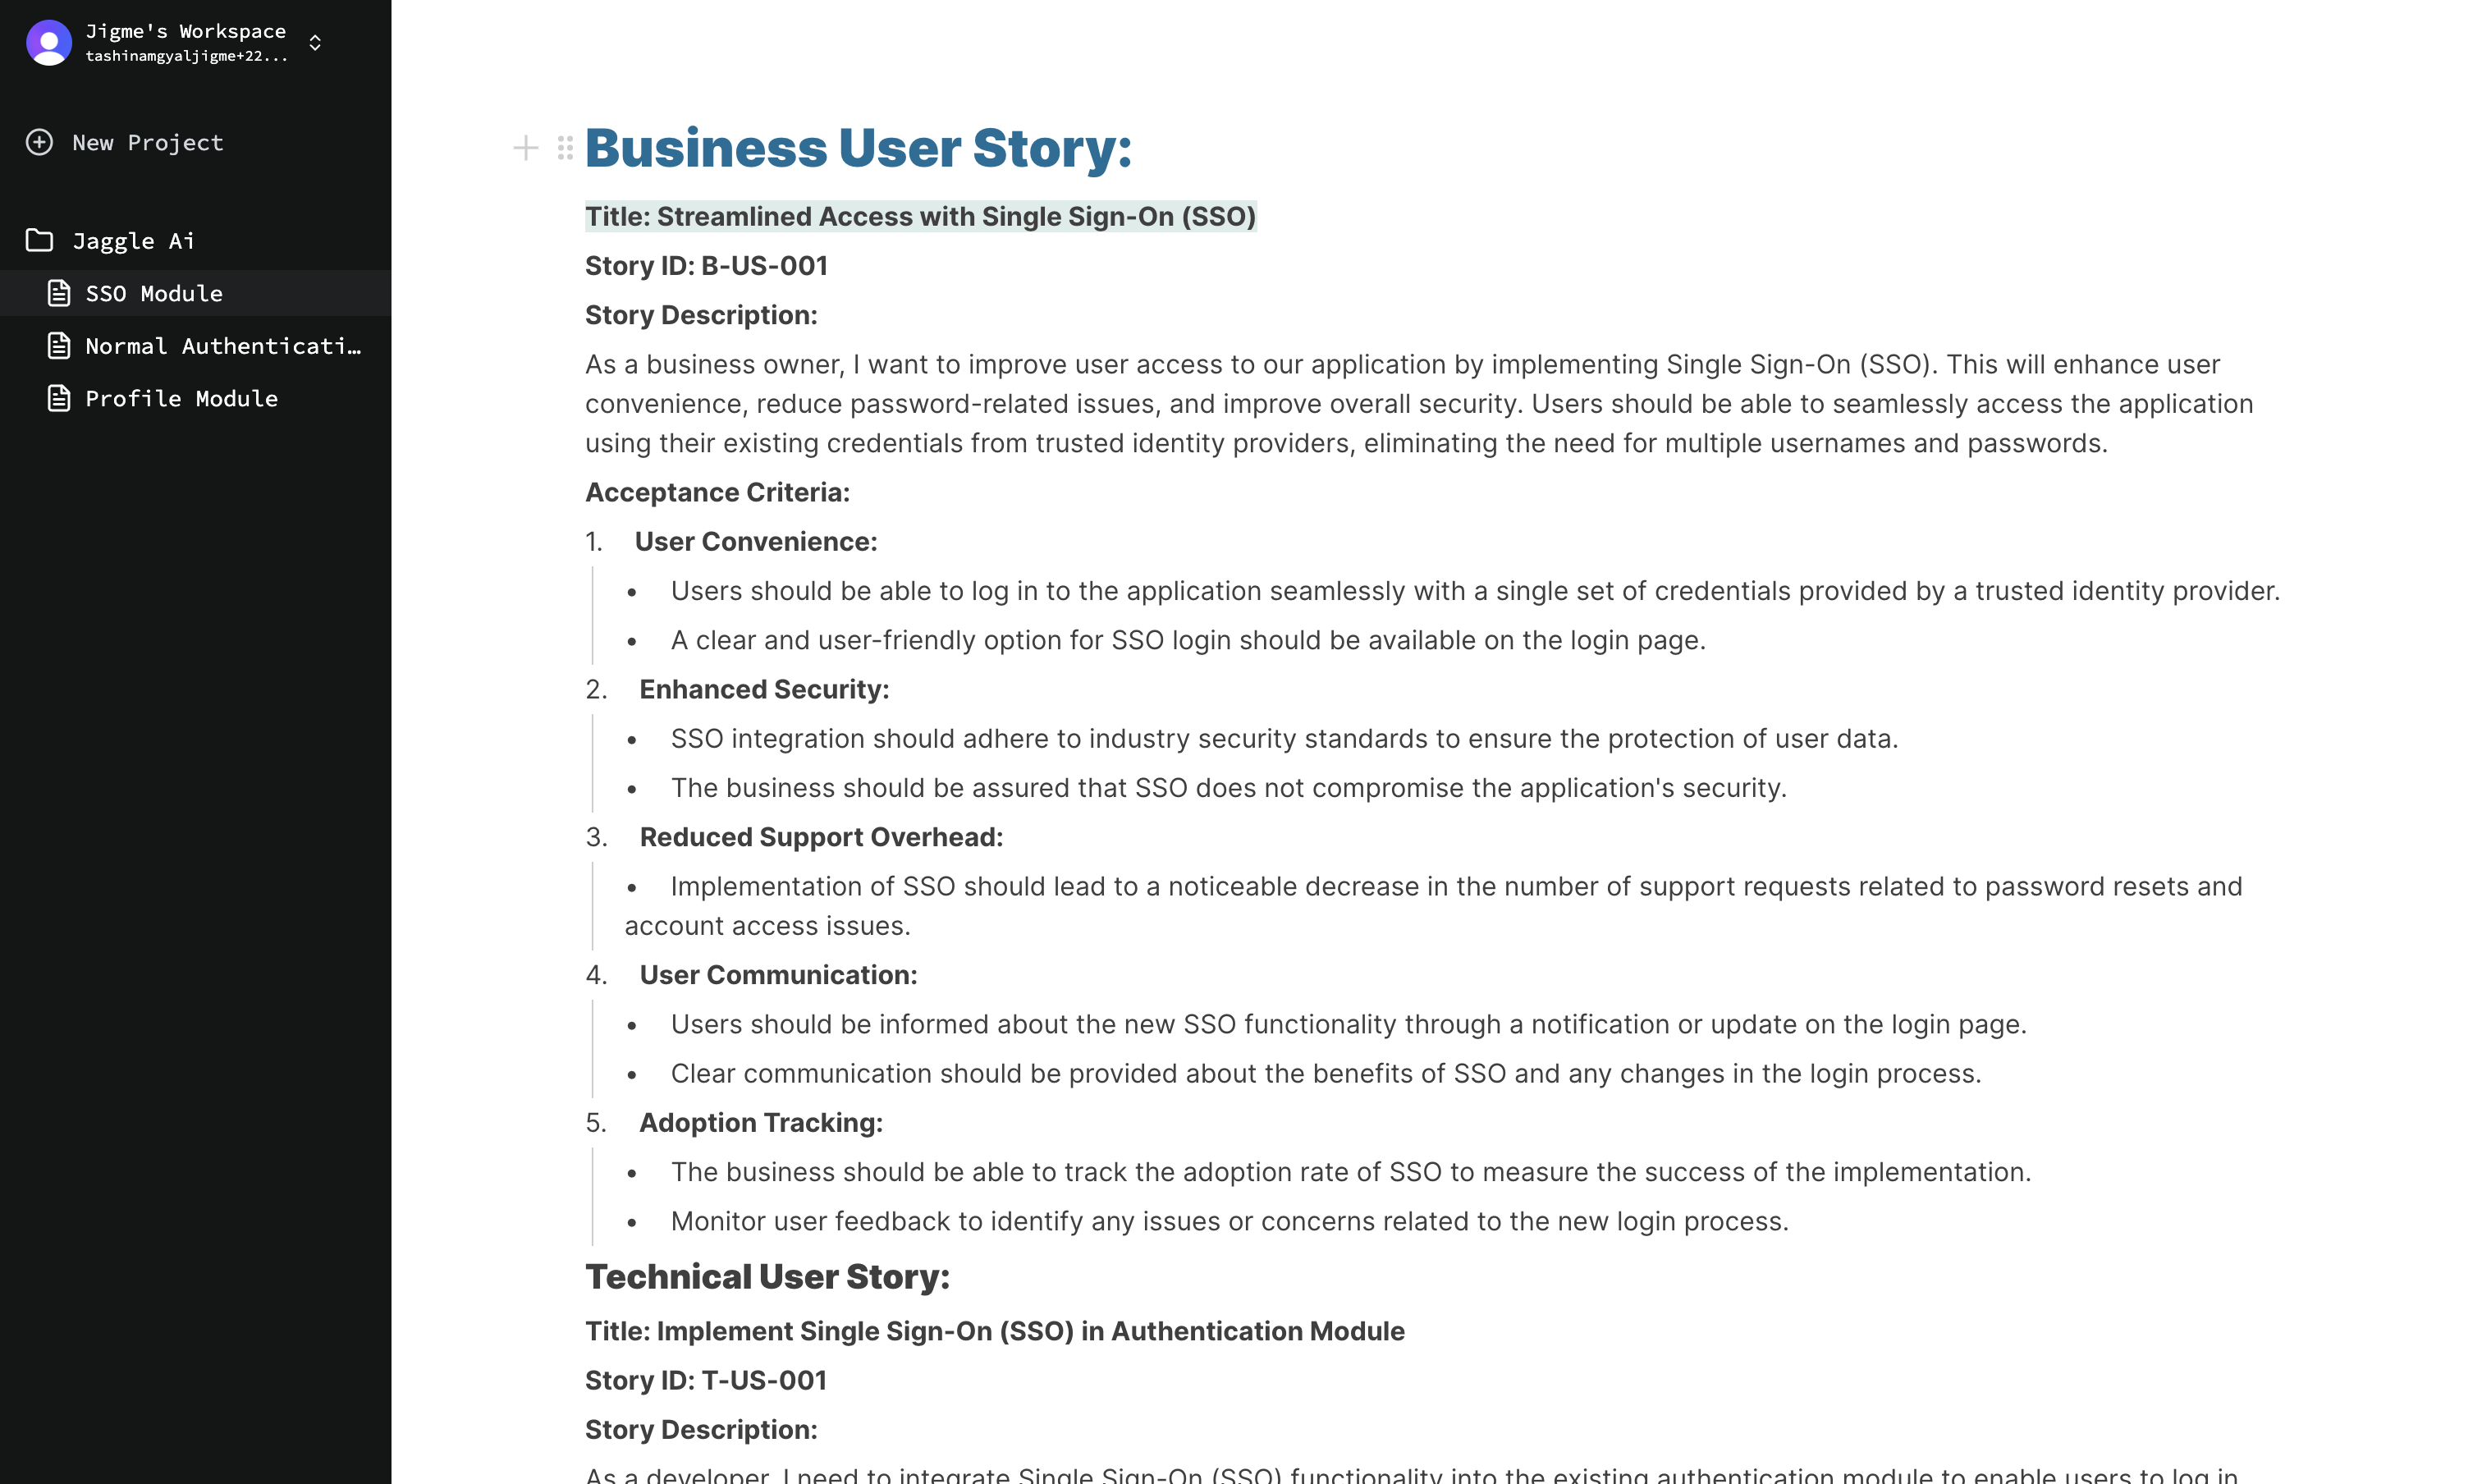 Jigme's Workspace
tashinamgyaljigme+22...
New Project
Jaggle Ai
SSO Module
Normal Authenticati…
Profile Module
Business User Story:
Title: Streamlined Access with Single Sign-On (SSO)
Story ID: B-US-001
Story Description:
As a business owner, I want to improve user access to our application by implementing Single Sign-On (SSO). This will enhance user
convenience, reduce password-related issues, and improve overall security. Users should be able to seamlessly access the application
using their existing credentials from trusted identity providers, eliminating the need for multiple usernames and passwords.
Acceptance Criteria:
1. User Convenience:
• Users should be able to log in to the application seamlessly with a single set of credentials provided by a trusted identity provider.
• A clear and user-friendly option for SSO login should be available on the login page.
2. Enhanced Security:
• SSO integration should adhere to industry security standards to ensure the protection of user data.
• The business should be assured that SSO does not compromise the application's security.
3. Reduced Support Overhead:
• Implementation of SSO should lead to a noticeable decrease in the number of support requests related to password resets and
account access issues.
4. User Communication:
• Users should be informed about the new SSO functionality through a notification or update on the login page.
• Clear communication should be provided about the benefits of SSO and any changes in the login process.
5. Adoption Tracking:
• The business should be able to track the adoption rate of SSO to measure the success of the implementation.
• Monitor user feedback to identify any issues or concerns related to the new login process.
Technical User Story:
Title: Implement Single Sign-On (SSO) in Authentication Module
Story ID: T-US-001
Story Description:
As a developer, I need to integrate Single Sign-On (SSO) functionality into the existing authentication module to enable users to log in